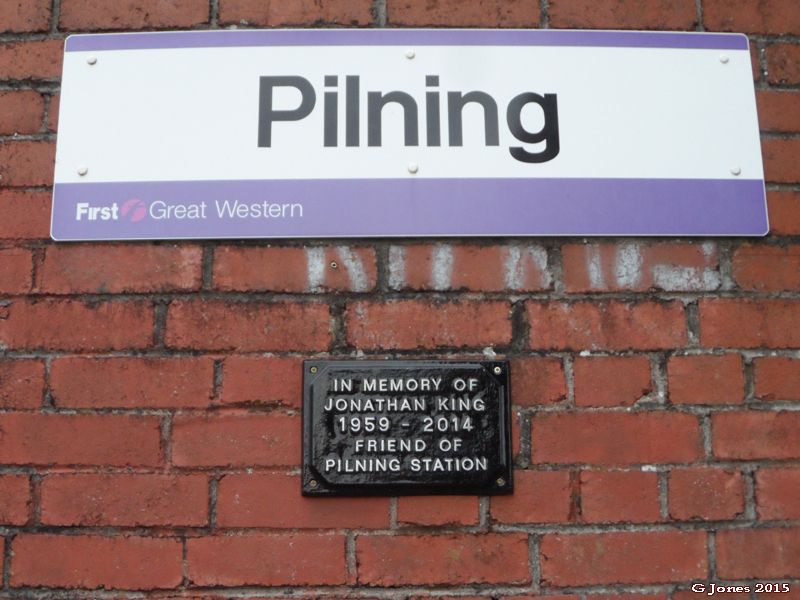 Pilning
First Great Western
IN MEMORY OF
JONATHAN KING
1959 - 2014
FRIEND OF
PILNING STATION
G Jones 2015